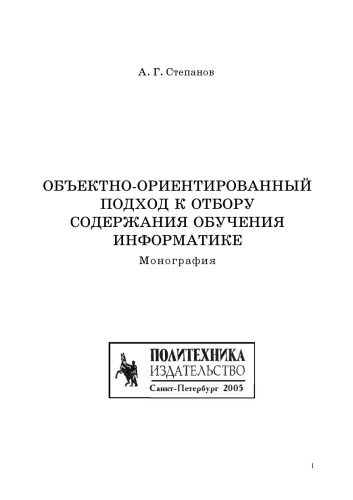 А. Г. Степанов
ОБЪЕКТНО-ОРИЕНТИРОВАННЫЙ
ПОДХОД К ОТБОРУ
СОДЕРЖАНИЯ ОБУЧЕНИЯ
ИНФОРМАТИКЕ
Монография
ПОЛИТЕХНИКА
ИЗДАТЕЛЬСТВО
Санкт-Петербург 2005
1